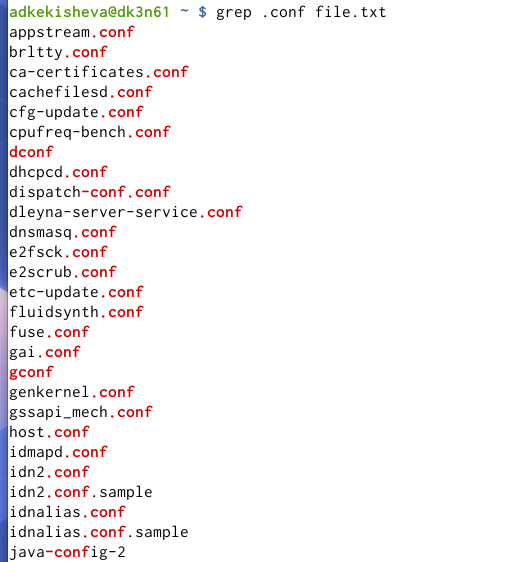 adkekisheva@dk3n61 ~ $ grep .conf file.txt
appstream.conf
brltty.conf
ca-certificates.conf
cachefilesd.conf
cfg-update.conf
cpufreq-bench.conf
dconf
dhcpcd.conf
dispatch-conf.conf
dleyna-server-service.conf
dnsmasq.conf
e2fsck.conf
e2scrub.conf
etc-update.conf
fluidsynth.conf
fuse.conf
gai.conf
gconf
genkernel.conf
gssapi_mech.conf
host.conf
idmapd.conf
idn2.conf
idn2.conf.sample
idnalias.conf
idnalias.conf.sample
java-config-2